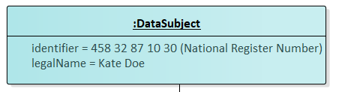 :DataSubject
identifier = 458 32 87 10 30 (National Register Number)
legalName = Kate Doe